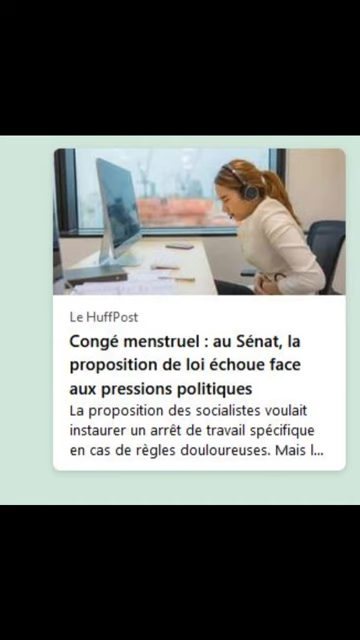 Le HuffPost
Congé menstruel : au Sénat, la
proposition de loi échoue face
aux pressions politiques
La proposition des socialistes voulait
instaurer un arrêt de travail spécifique
en cas de règles douloureuses. Mais l...